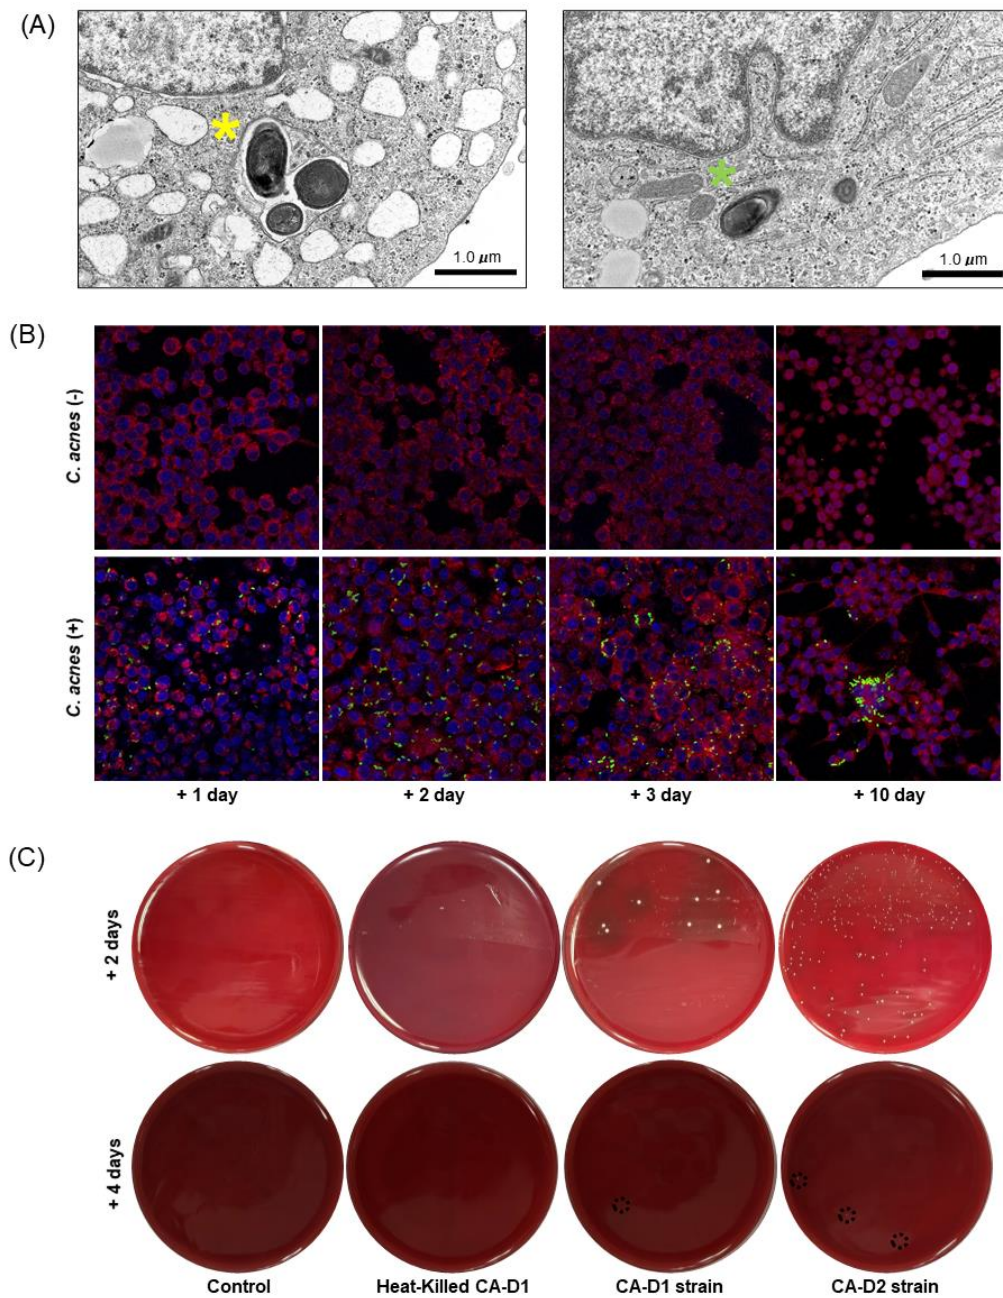 (A)
1.0 μm
1.0 μm
(B)
C. acnes (-)
C. acnes (+)
+ 1 day
+ 2 day
+ 3 day
+ 10 day
(C)
+ 2 days
+ 4 days
Control
Heat-Killed CA-D1
CA-D1 strain
CA-D2 strain